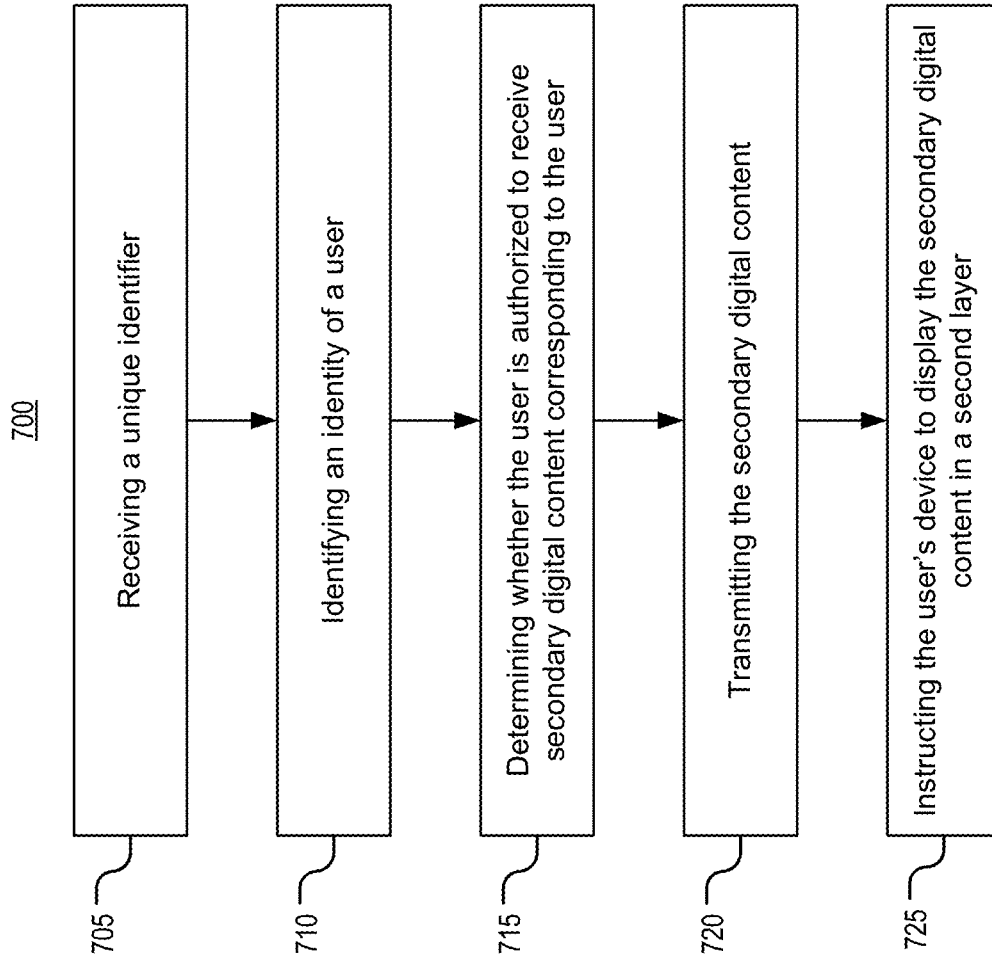 700
705
Receiving a unique identifier
710
Identifying an identity of a user
715
Determining whether the user is authorized to receive
secondary digital content corresponding to the user
720
Transmitting the secondary digital content
725
Instructing the user's device to display the secondary digital
content in a second layer